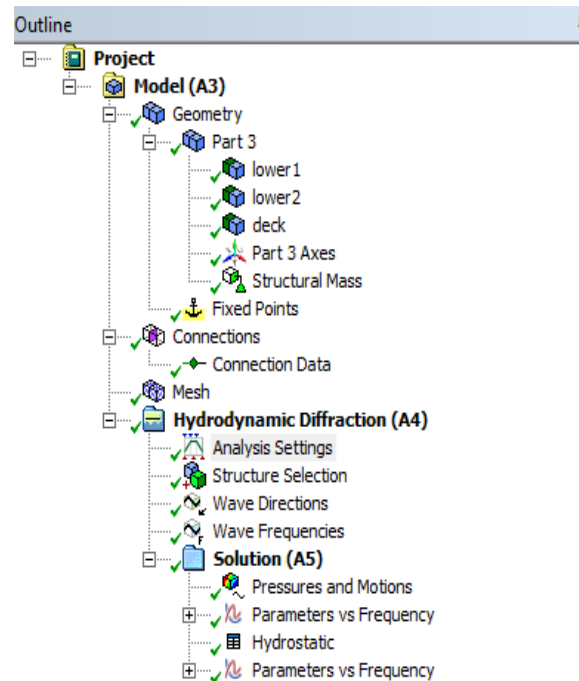 Outline
Project
Model (A3)
Geometry
Part 3
lower1
lower2
deck
Part 3 Axes
Structural Mass
Fixed Points
Connections
Connection Data
Mesh
Hydrodynamic Diffraction (A4)
Analysis Settings
Structure Selection
Wave Directions
Wave Frequencies
Solution (A5)
Pressures and Motions
Parameters vs Frequency
Hydrostatic
Parameters vs Frequency